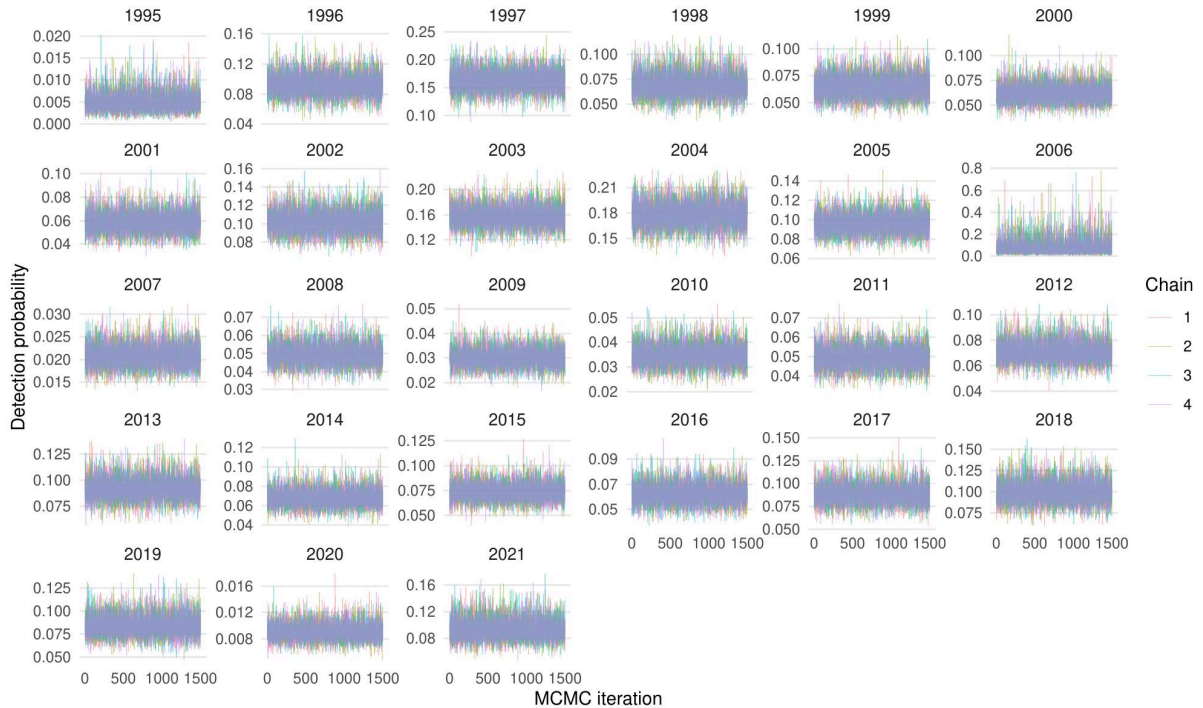 1995 1996 1997 1998 1999 2000
0.020 0.015 0.010 0.005 0.000
0.16 0.12 0.08 0.04
0.25 0.20 0.15 0.10
0.100 0.075 0.050
0.100 0.075 0.050
0.100 0.075 0.050
2001 2002 2003 2004 2005 2006
0.10 0.08 0.06 0.04
0.16 0.14 0.12 0.10 0.08
0.20 0.16 0.12
0.21 0.18 0.15
0.14 0.12 0.10 0.08 0.06
0.8 0.6 0.4 0.2 0.0
Detection probability
2007 2008 2009 2010 2011 2012
0.030 0.025 0.020 0.015
0.07 0.06 0.05 0.04 0.03
0.05 0.04 0.03 0.02
0.05 0.04 0.03 0.02
0.07 0.06 0.05 0.04
0.10 0.08 0.06 0.04
Chain
1
2
3
4
2013 2014 2015 2016 2017 2018
0.125 0.100 0.075
0.12 0.10 0.08 0.06 0.04
0.125 0.100 0.075 0.050
0.09 0.07 0.05
0.150 0.125 0.100 0.075 0.050
0.150 0.125 0.100 0.075
0 500 1000 1500 0 500 1000 1500 0 500 1000 1500
2019 2020 2021
0.125 0.100 0.075 0.050
0.016 0.012 0.008
0.16 0.12 0.08
0 500 1000 1500 0 500 1000 1500 0 500 1000 1500
MCMC iteration